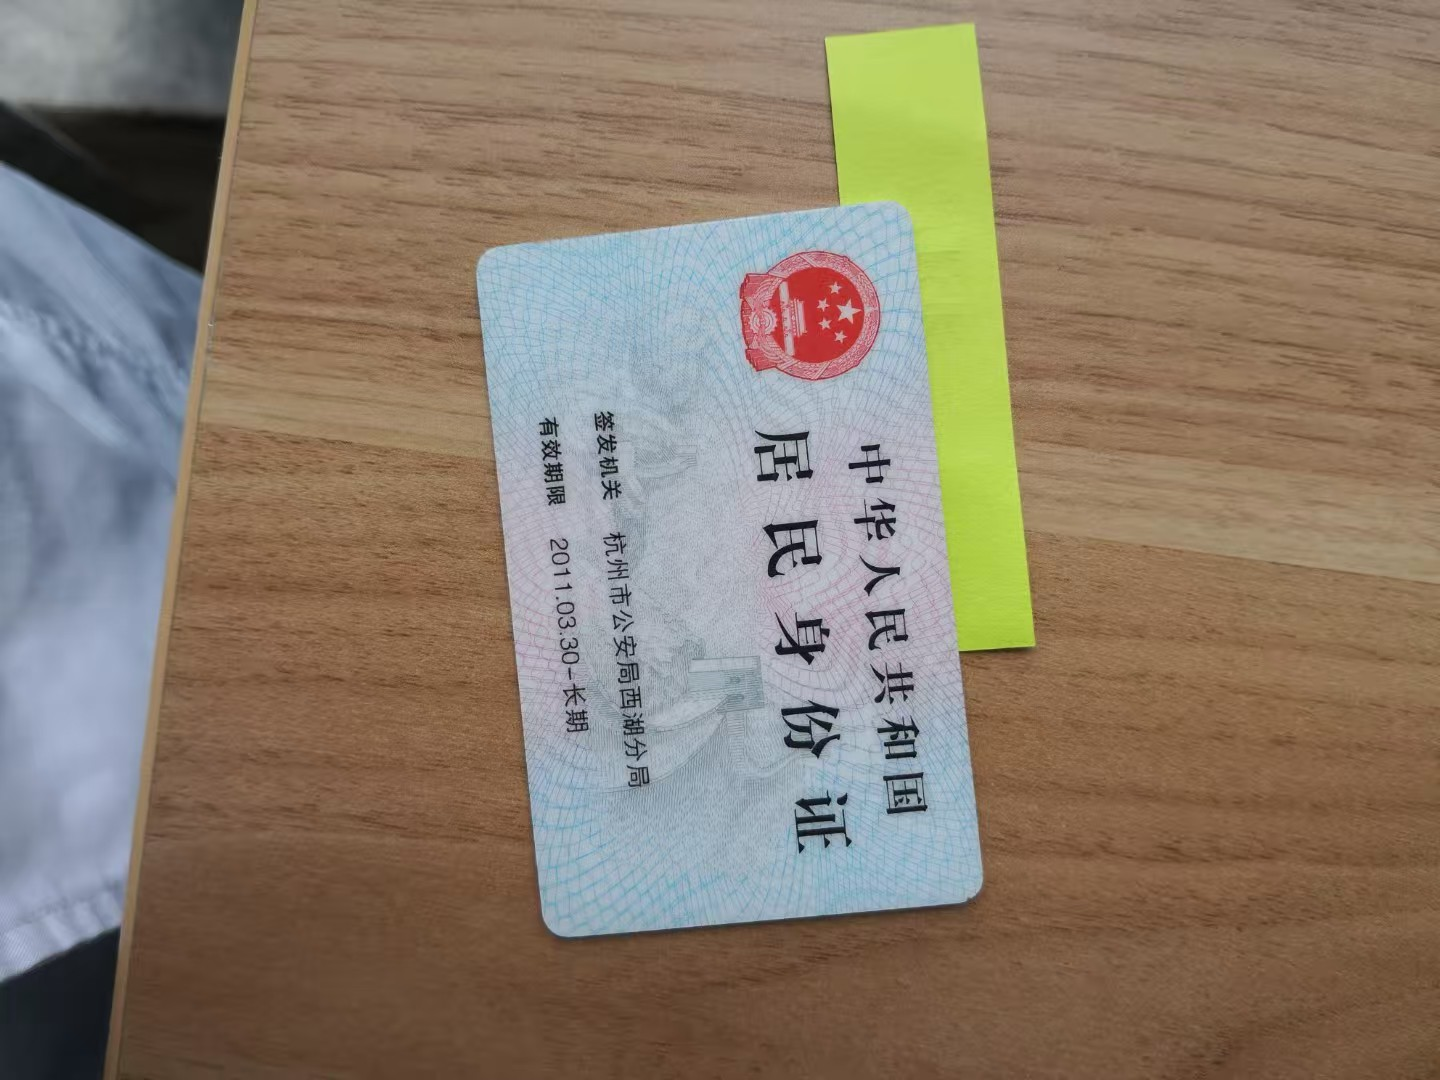 中华人民共和国
居民身份证
签发机关 杭州市公安局西湖分局
有效期限 2011.03.30-长期